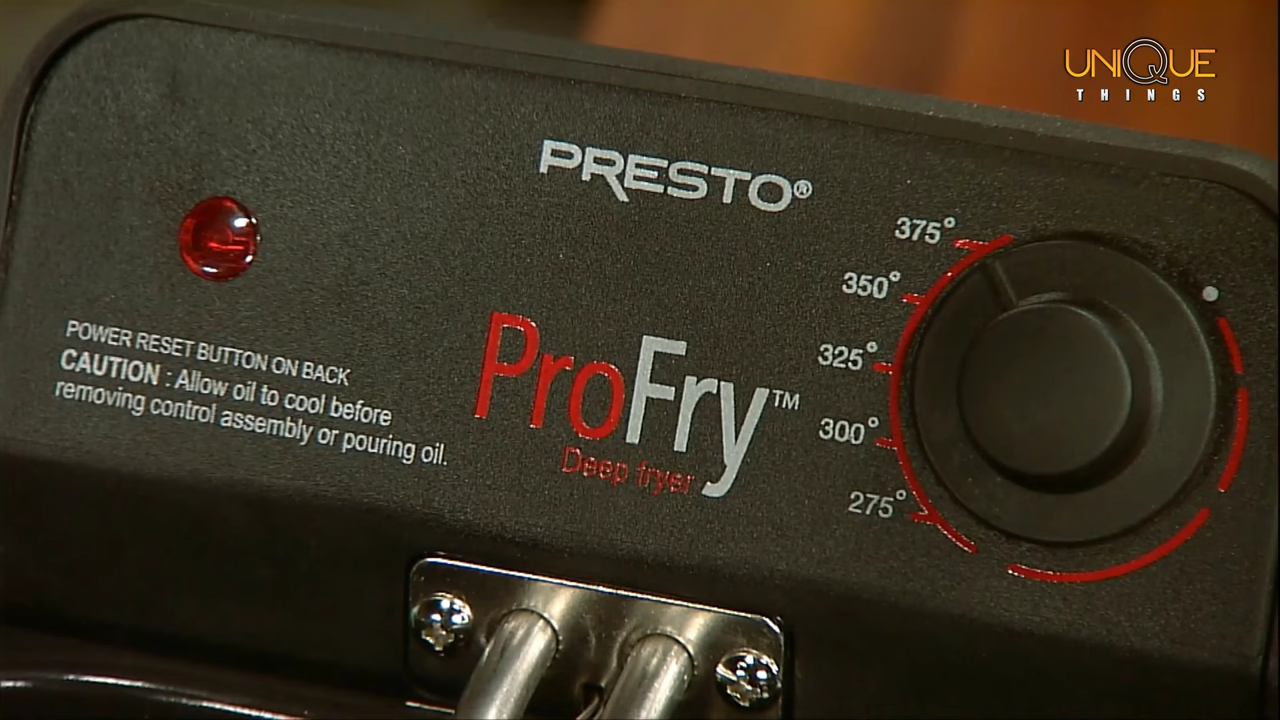 UNIQUE
THINGS
PRESTO®
375°
350°
325°
300°
275°
POWER RESET BUTTON ON BACK
CAUTION : Allow oil to cool before
removing control assembly or pouring oil.
ProFry™
Deep fryer